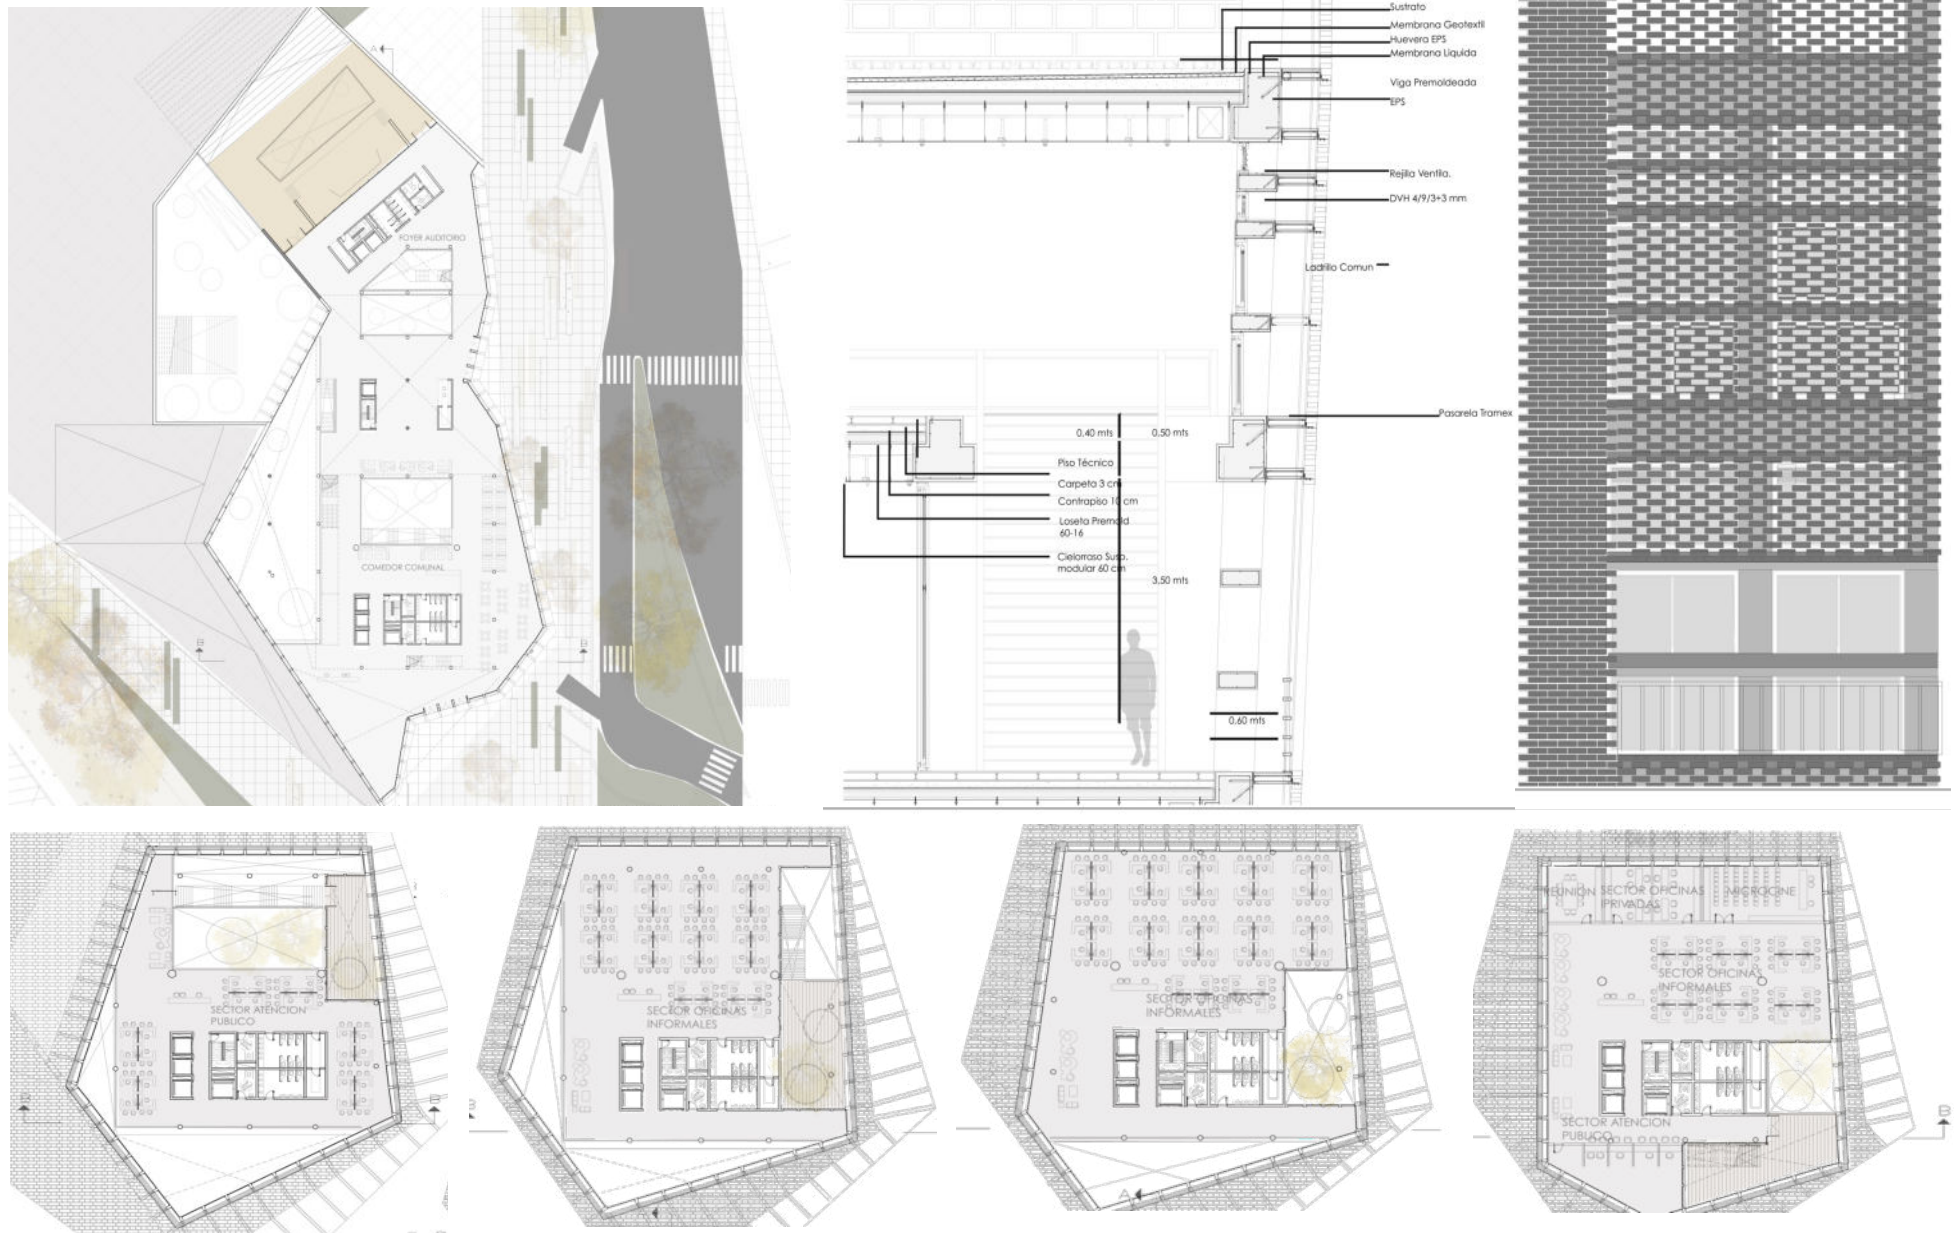 A
FOYER AUDITORIO
COMEDOR COMUNAL
B
B
Sustrato
Membrana Geotextil
Huevera EPS
Membrana Liquida
Viga Premoldeada
EPS
Rejilla Ventila.
DVH 4/9/3+3 mm
Ladrillo Comun
Pasarela Tramex
0,40 mts
0,50 mts
Piso Técnico
Carpeta 3 cm
Contrapiso 10 cm
Loseta Premold
60-16
Cielorraso Susp.
modular 60 cm
3,50 mts
0,60 mts
SECTOR ATENCION
PUBLICO
B
B
SECTOR OFICINAS
INFORMALES
SECTOR OFICINAS
INFORMALES
A
REUNION SECTOR OFICINAS MICROCINE
PRIVADAS
SECTOR OFICINAS
INFORMALES
SECTOR ATENCION
PUBLICO
B